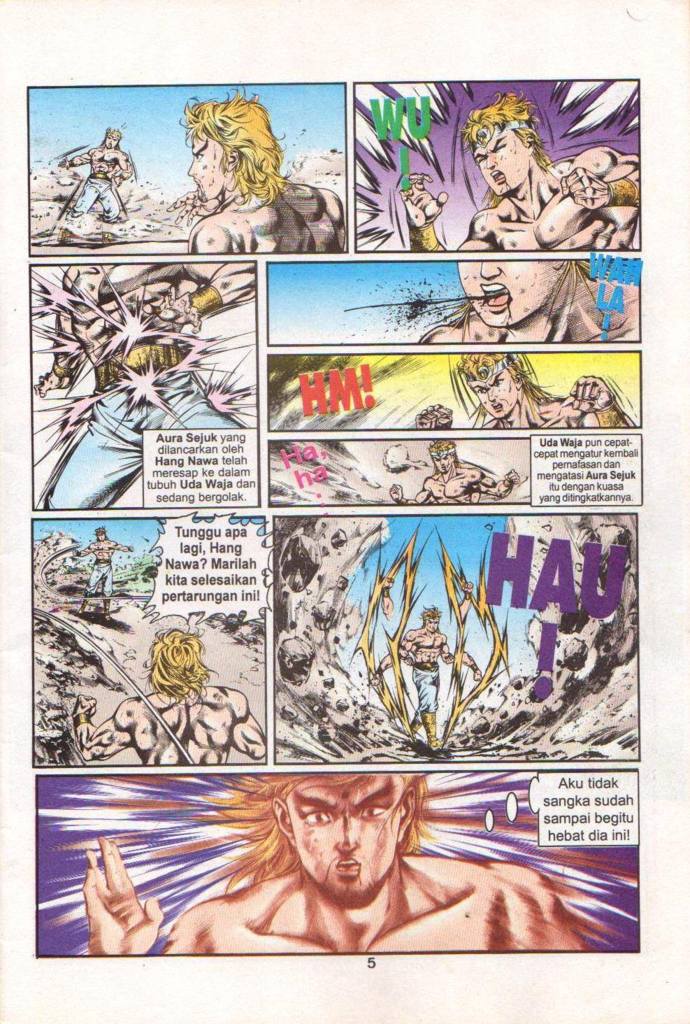 WU
!
WAH
LA
!
HM!
Aura Sejuk yang
dilancarkan oleh
Hang Nawa telah
meresap ke dalam
tubuh Uda Waja dan
sedang bergolak.
Ha,
ha
!
Uda Waja pun cepat-
cepat mengatur kembali
pernafasan dan
mengatasi Aura Sejuk
itu dengan kuasa
yang ditingkatkannya.
Tunggu apa
lagi, Hang
Nawa? Marilah
kita selesaikan
pertarungan ini!
HAU
!
Aku tidak
sangka sudah
sampai begitu
hebat dia ini!
5